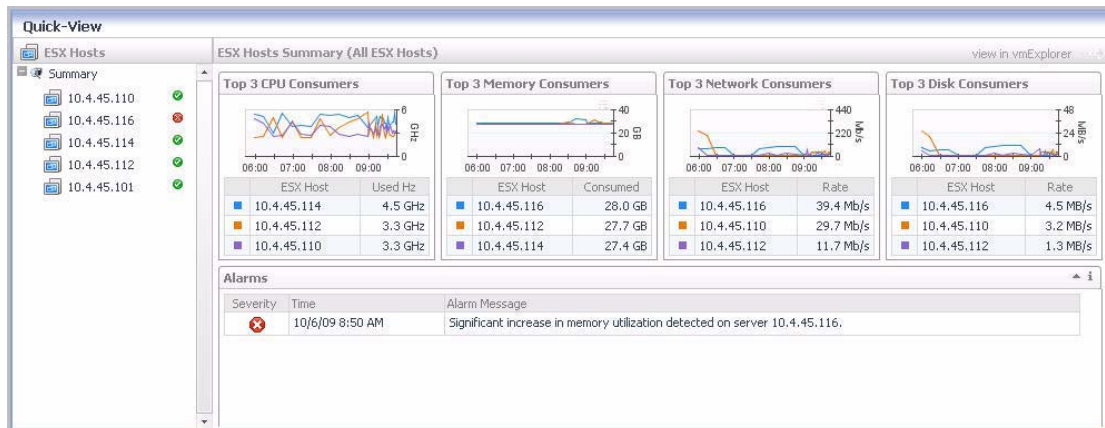 Quick-View
ESX Hosts
Summary
10.4.45.110
10.4.45.116
10.4.45.114
10.4.45.112
10.4.45.101
ESX Hosts Summary (All ESX Hosts)
view in vmExplorer
Top 3 CPU Consumers
6
0
GHz
06:00 07:00 08:00 09:00
ESX Host Used Hz
10.4.45.114 4.5 GHz
10.4.45.112 3.3 GHz
10.4.45.110 3.3 GHz
Top 3 Memory Consumers
40
20
0
GB
06:00 07:00 08:00 09:00
ESX Host Consumed
10.4.45.116 28.0 GB
10.4.45.112 27.7 GB
10.4.45.114 27.4 GB
Top 3 Network Consumers
440
220
0
Mb/s
06:00 07:00 08:00 09:00
ESX Host Rate
10.4.45.116 39.4 Mb/s
10.4.45.110 29.7 Mb/s
10.4.45.112 11.7 Mb/s
Top 3 Disk Consumers
48
24
0
MB/s
06:00 07:00 08:00 09:00
ESX Host Rate
10.4.45.116 4.5 MB/s
10.4.45.110 3.2 MB/s
10.4.45.112 1.3 MB/s
Alarms
Severity Time Alarm Message
10/6/09 8:50 AM Significant increase in memory utilization detected on server 10.4.45.116.